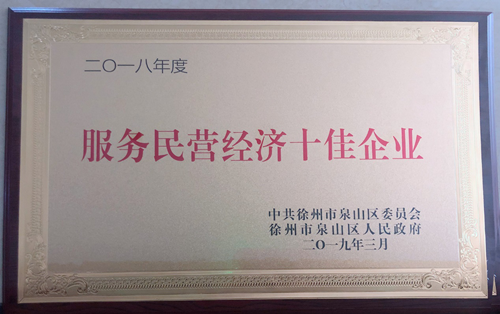 二〇一八年度
服务民营经济十佳企业
中共徐州市泉山区委员会
徐州市泉山区人民政府
二〇一九年三月